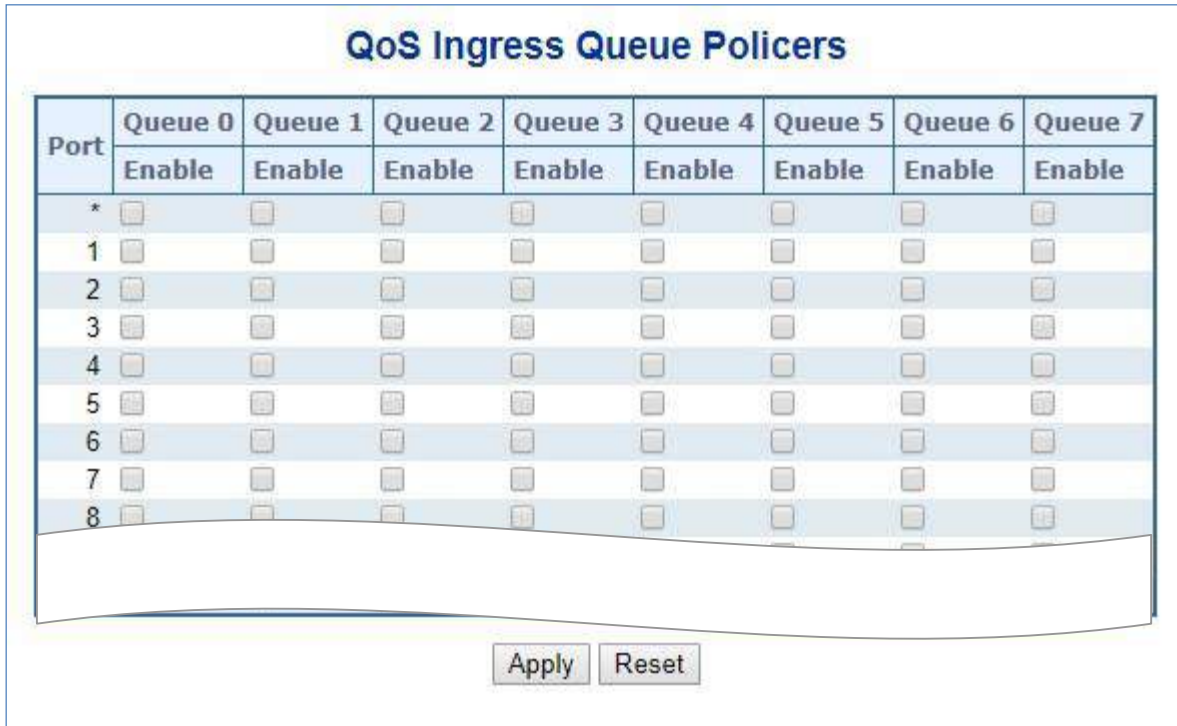 QoS Ingress Queue Policers
Port Queue 0 Queue 1 Queue 2 Queue 3 Queue 4 Queue 5 Queue 6 Queue 7
Enable Enable Enable Enable Enable Enable Enable Enable
*
1
2
3
4
5
6
7
8
Apply Reset